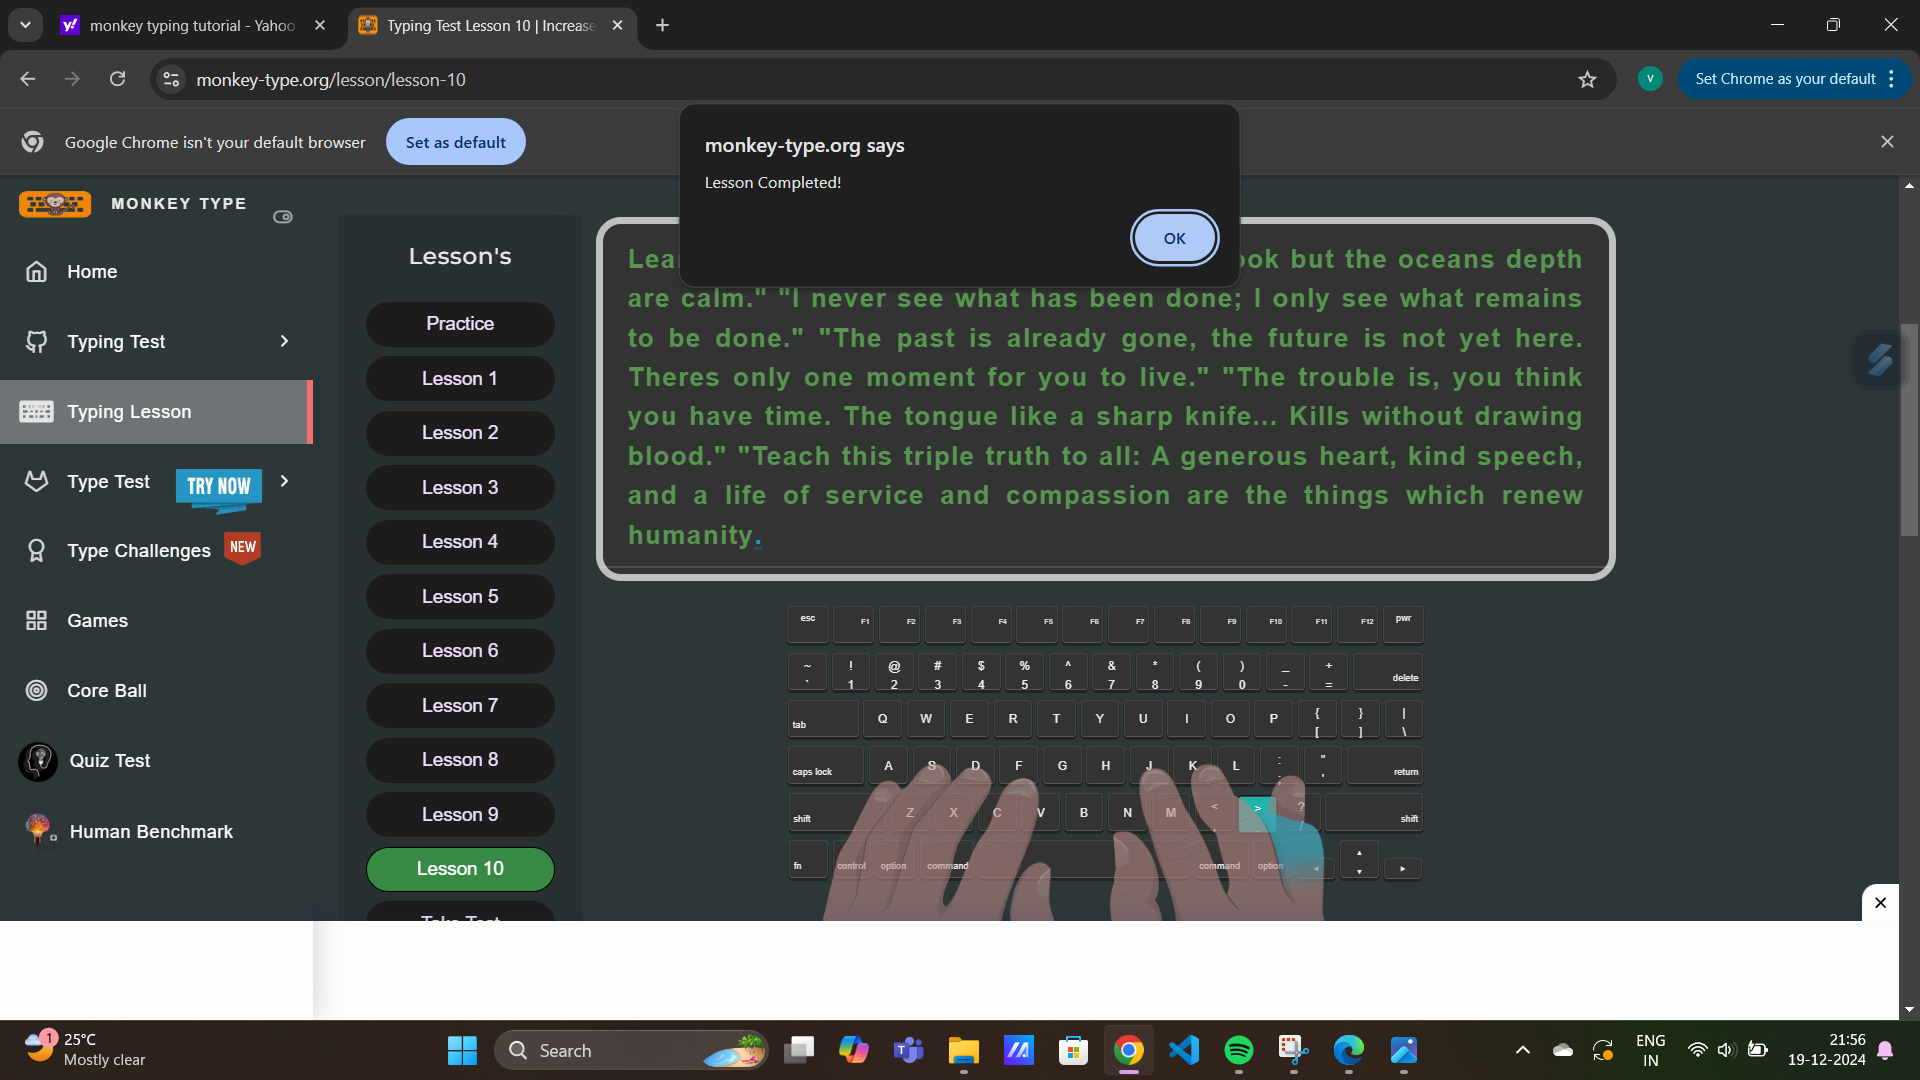 monkey typing tutorial - Yahoo
Typing Test Lesson 10 | Increase
monkey-type.org/lesson/lesson-10
V
Set Chrome as your default
Google Chrome isn't your default browser
Set as default
monkey-type.org says
Lesson Completed!
OK
MONKEY TYPE
Home
Typing Test
Typing Lesson
Type Test
TRY NOW
Type Challenges
NEW
Games
Core Ball
Quiz Test
Human Benchmark
Lesson's
Practice
Lesson 1
Lesson 2
Lesson 3
Lesson 4
Lesson 5
Lesson 6
Lesson 7
Lesson 8
Lesson 9
Lesson 10
Take Test
but the oceans depth
are calm." "I never see what has been done; I only see what remains
to be done." "The past is already gone, the future is not yet here.
Theres only one moment for you to live." "The trouble is, you think
you have time. The tongue like a sharp knife... Kills without drawing
blood." "Teach this triple truth to all: A generous heart, kind speech,
and a life of service and compassion are the things which renew
humanity.
esc F1 F2 F3 F4 F5 F6 F7 F8 F9 F10 F11 F12 pwr
~ ! @ # $ % ^ & * ( ) _ +
` 1 2 3 4 5 6 7 8 9 0 - = delete
tab Q W E R T Y U I O P { [ } ] | \
caps lock A S D F G H J K L : ; " ' return
shift Z X C V B N M < , > . ? / shift
fn control option command command option ◂ ▴ ▾ ▸
1
25°C
Mostly clear
Search
ENG
IN
21:56
19-12-2024